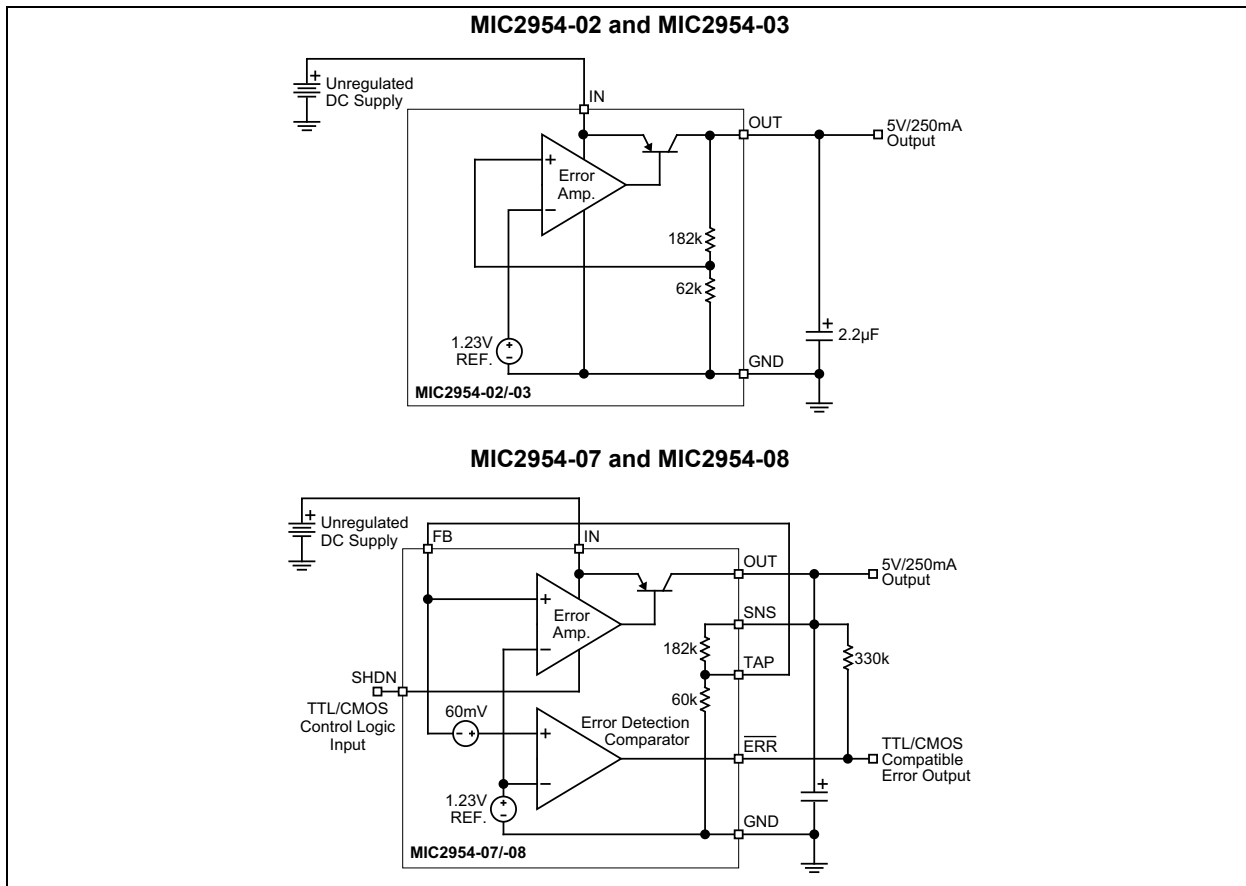 MIC2954-02 and MIC2954-03
+
Unregulated
DC Supply
IN
OUT
5V/250mA
Output
+
Error
Amp.
−
182k
62k
1.23V
REF.
+
−
+
2.2µF
GND
MIC2954-02/-03
MIC2954-07 and MIC2954-08
+
Unregulated
DC Supply
FB
IN
OUT
5V/250mA
Output
+
Error
Amp.
−
SNS
182k
TAP
330k
SHDN
60k
TTL/CMOS
Control Logic
Input
60mV
− +
+
Error Detection
Comparator
−
ERR
TTL/CMOS
Compatible
Error Output
1.23V
REF.
+
−
+
GND
MIC2954-07/-08